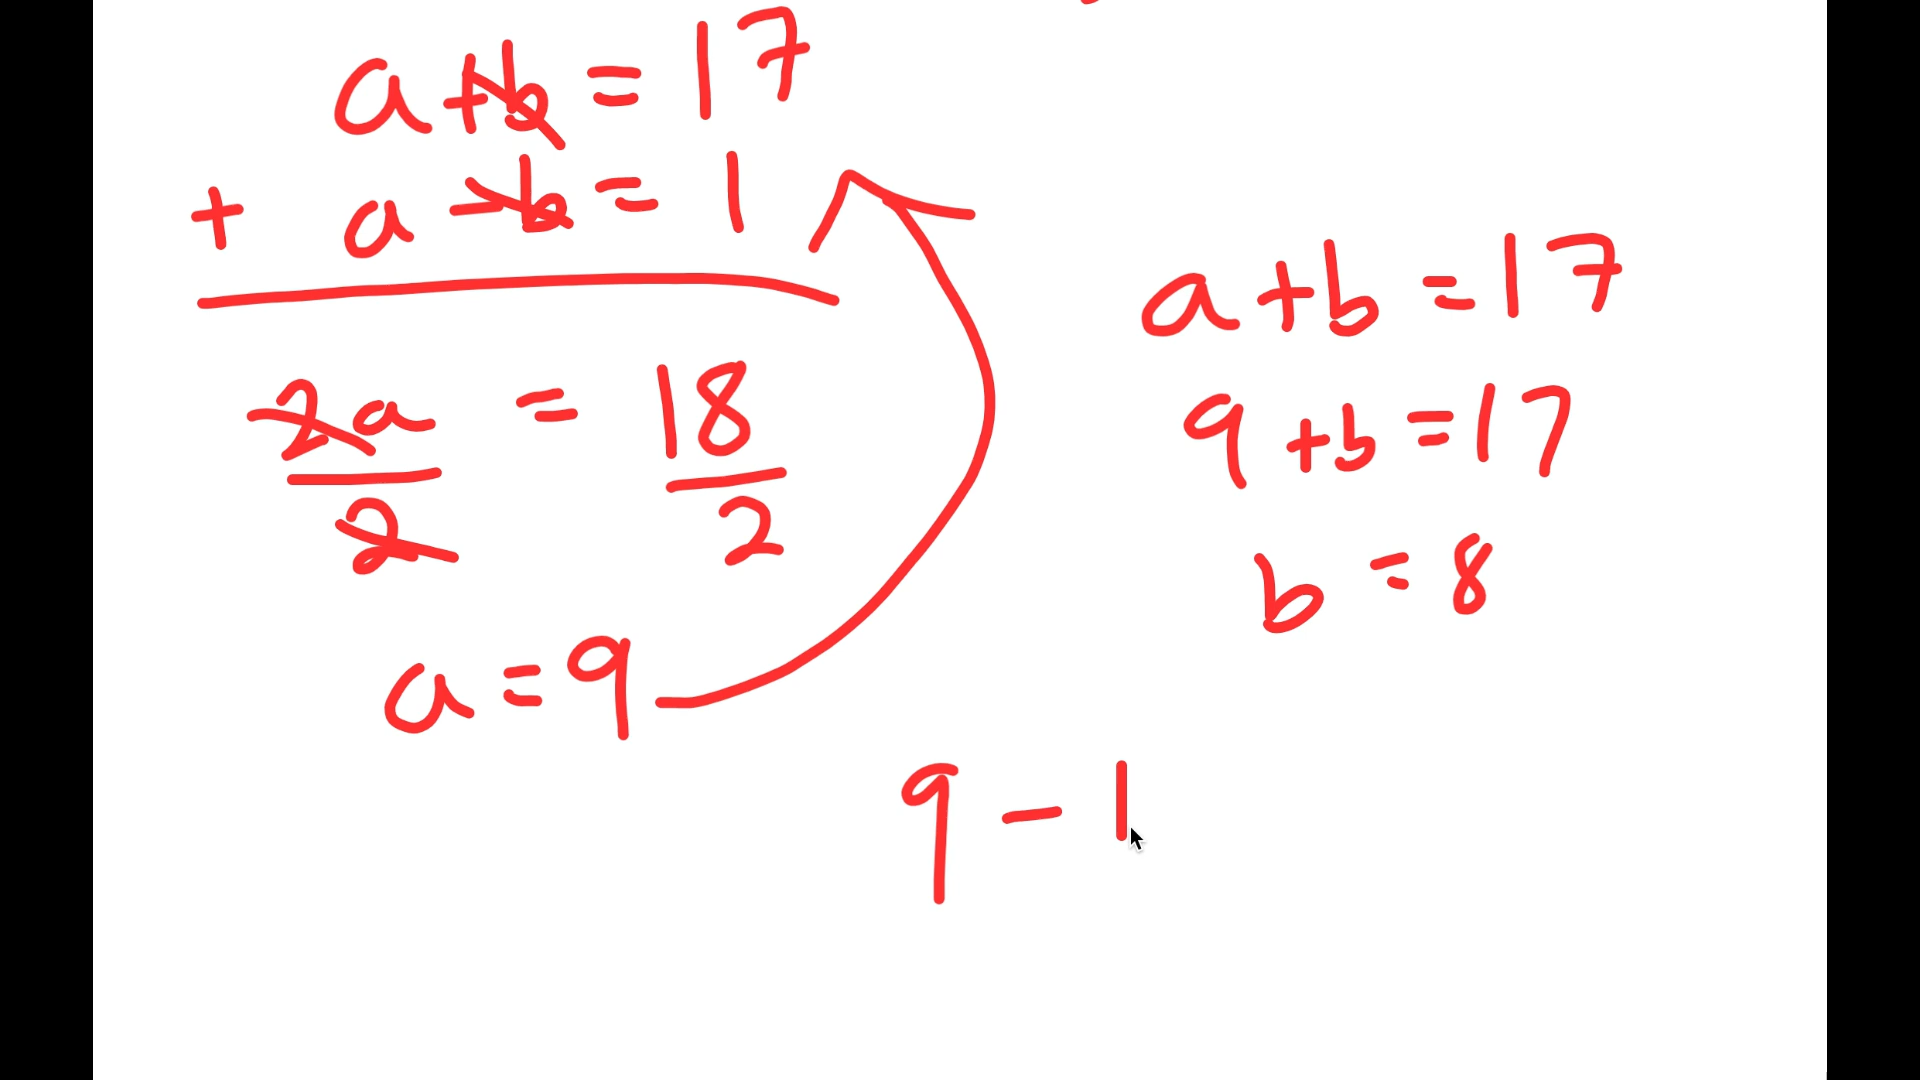 a+b = 17
+ a -b = 1
2a = 18
2 2
a = 9
a+b = 17
9 +b = 17
b = 8
9 - 1